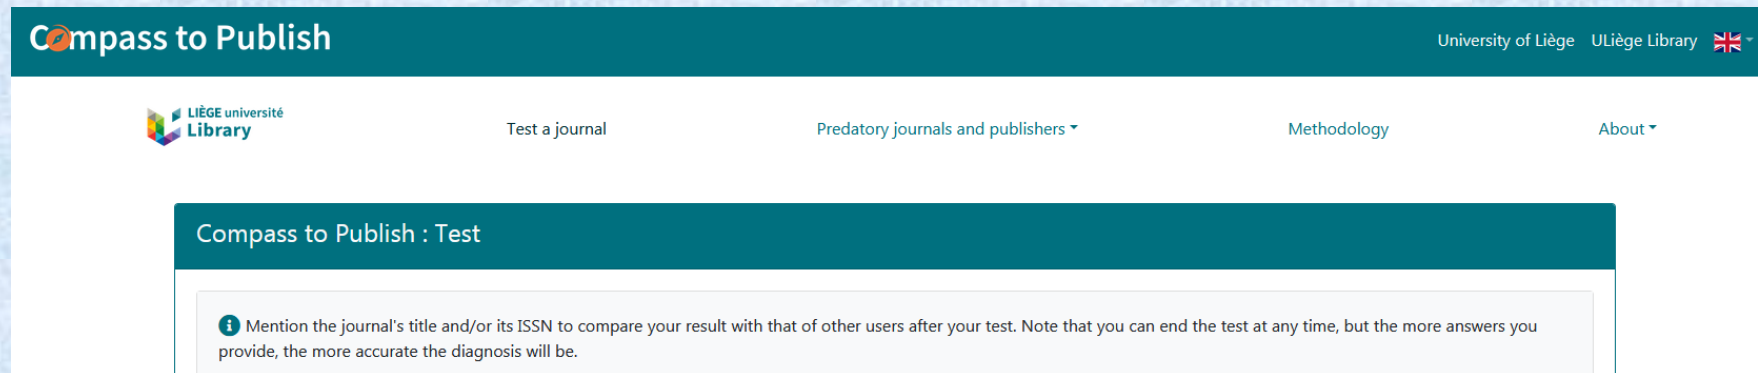 Compass to Publish
University of Liège ULiège Library
LIÈGE université
Library
Test a journal
Predatory journals and publishers
Methodology
About
Compass to Publish : Test
Mention the journal's title and/or its ISSN to compare your result with that of other users after your test. Note that you can end the test at any time, but the more answers you
provide, the more accurate the diagnosis will be.